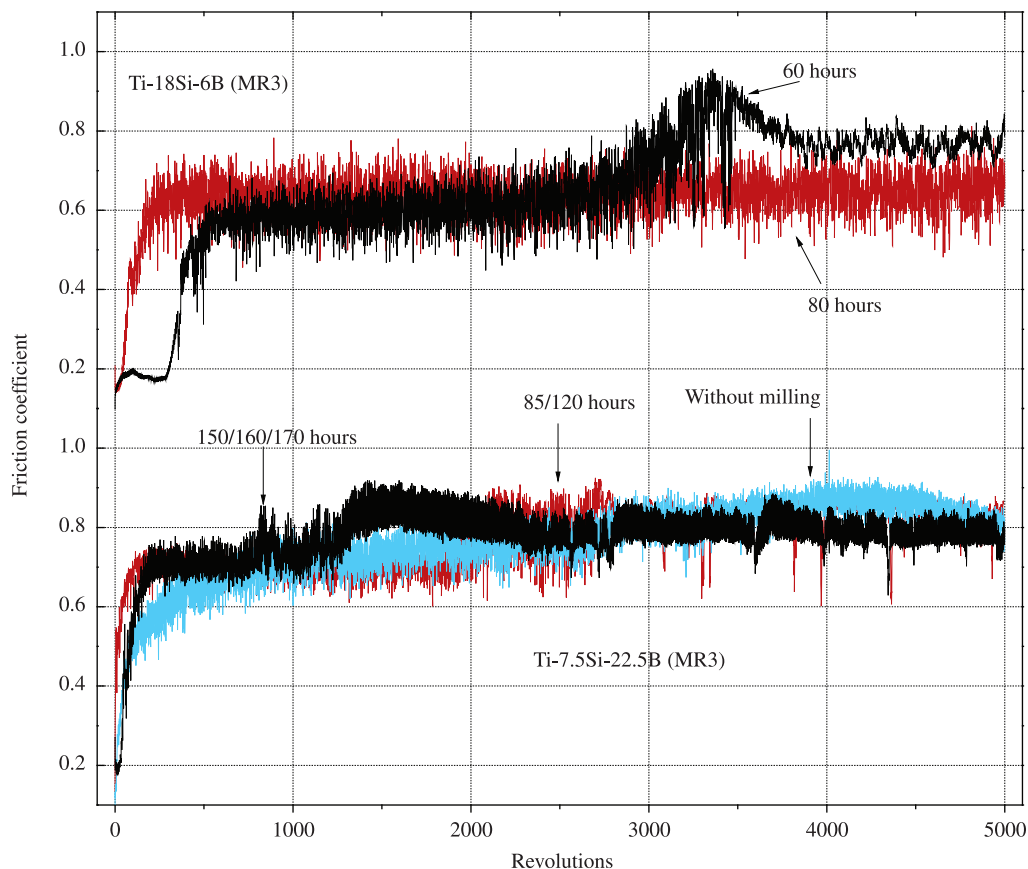 1.0
Ti-18Si-6B (MR3)
60 hours
0.8
0.6
0.4
80 hours
0.2
Friction coefficient
85/120 hours
Without milling
150/160/170 hours
1.0
0.8
0.6
Ti-7.5Si-22.5B (MR3)
0.4
0.2
0
1000
2000
3000
4000
5000
Revolutions